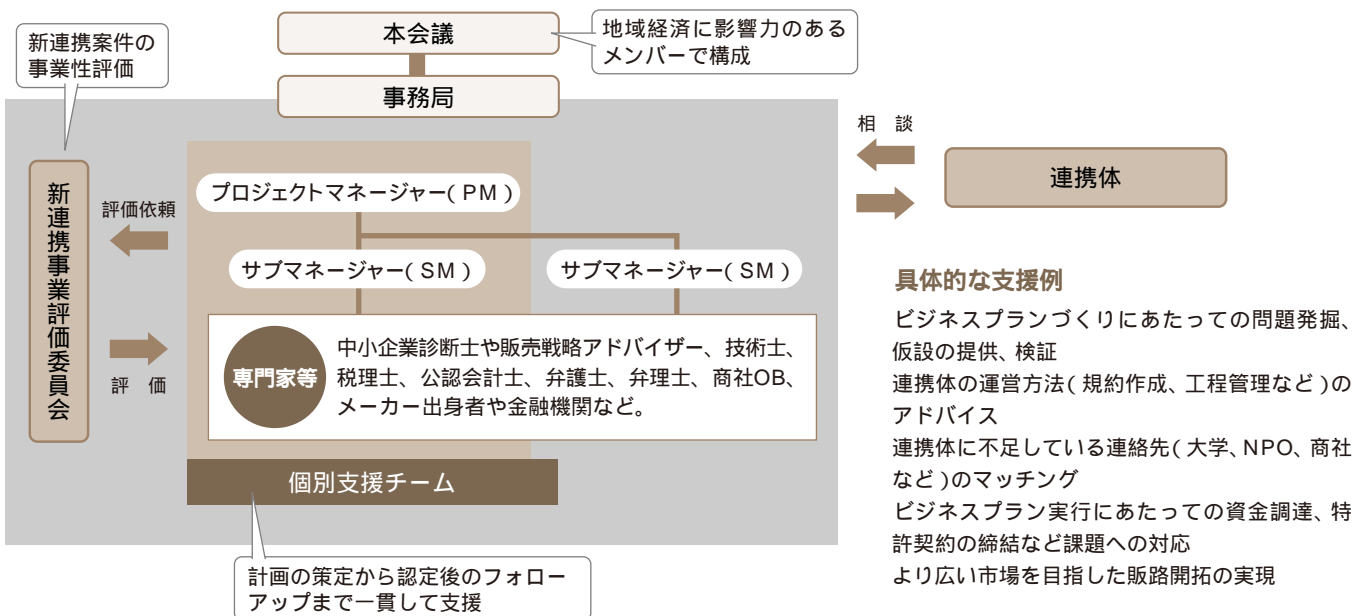 新連携案件の
事業性評価
本会議
地域経済に影響力のある
メンバーで構成
事務局
新連携事業評価委員会
評価依頼
評 価
プロジェクトマネージャー( PM )
サブマネージャー( SM )
サブマネージャー( SM )
専門家等
中小企業診断士や販売戦略アドバイザー、技術士、
税理士、公認会計士、弁護士、弁理士、商社OB、
メーカー出身者や金融機関など。
個別支援チーム
計画の策定から認定後のフォロー
アップまで一貫して支援
相 談
連携体
具体的な支援例
ビジネスプランづくりにあたっての問題発掘、
仮設の提供、検証
連携体の運営方法( 規約作成、工程管理など )の
アドバイス
連携体に不足している連絡先( 大学、NPO、商社
など )のマッチング
ビジネスプラン実行にあたっての資金調達、特
許契約の締結など課題への対応
より広い市場を目指した販路開拓の実現